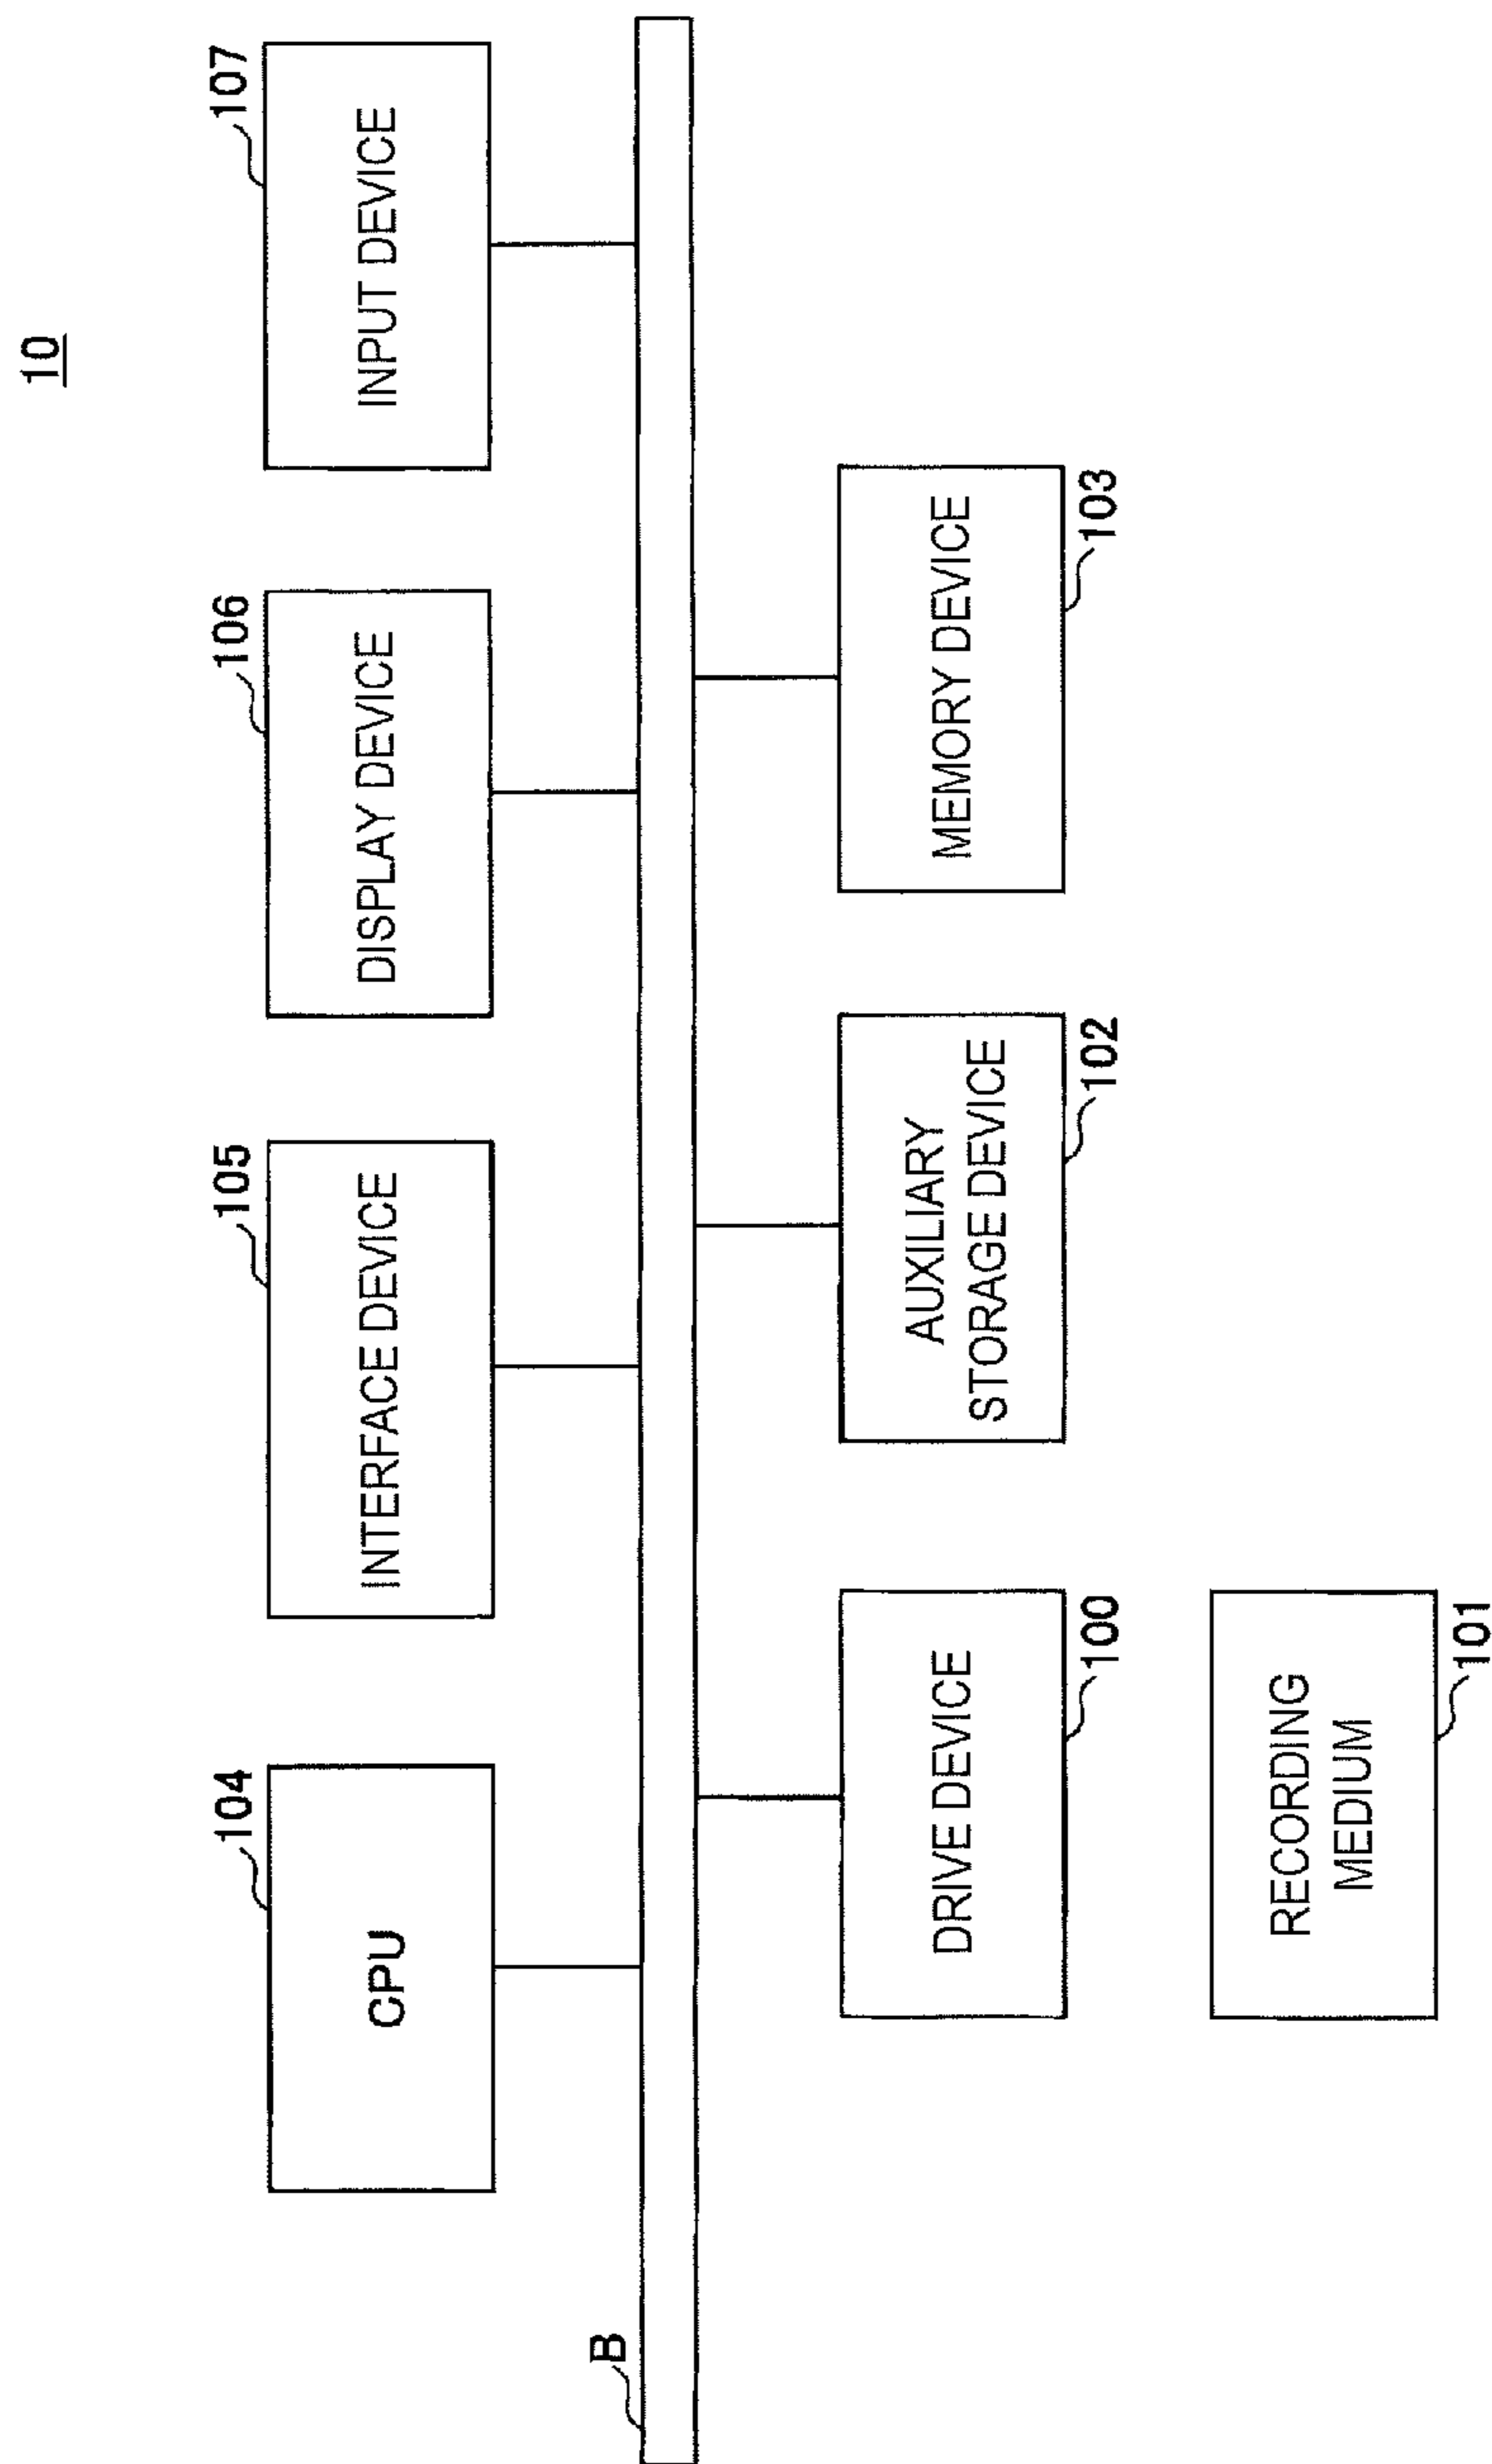 10
104
105
106
107
CPU
INTERFACE DEVICE
DISPLAY DEVICE
INPUT DEVICE
B
DRIVE DEVICE
AUXILIARY
STORAGE DEVICE
MEMORY DEVICE
100
102
103
RECORDING
MEDIUM
101